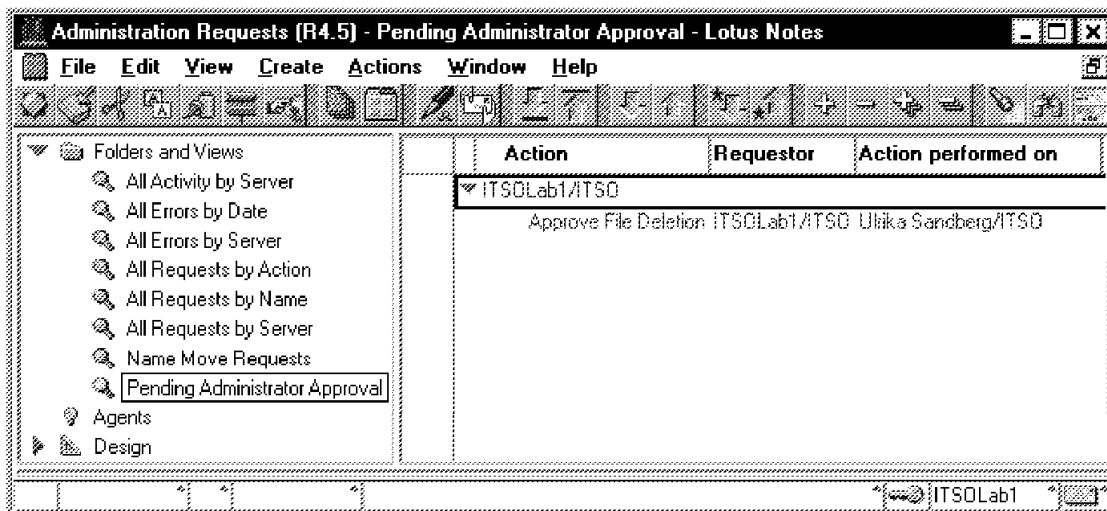 Administration Requests (R4.5) - Pending Administrator Approval - Lotus Notes
File Edit View Create Actions Window Help
Folders and Views
All Activity by Server
All Errors by Date
All Errors by Server
All Requests by Action
All Requests by Name
All Requests by Server
Name Move Requests
Pending Administrator Approval
Agents
Design
Action Requestor Action performed on
ITSOLab1/ITSO
Approve File Deletion ITSOLab1/ITSO Ulrika Sandberg/ITSO
ITSOLab1